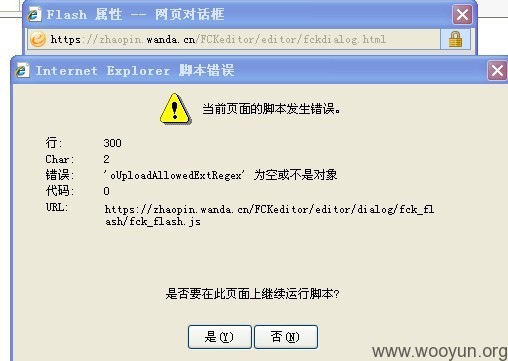 Flash 属性 -- 网页对话框
https://zhaopin.wanda.cn/FCKeditor/editor/fckdialog.html
Internet Explorer 脚本错误
当前页面的脚本发生错误。
行: 300
Char: 2
错误: 'oUploadAllowedExtRegex' 为空或不是对象
代码: 0
URL: https://zhaopin.wanda.cn/FCKeditor/editor/dialog/fck_fl
ash/fck_flash.js
是否要在此页面上继续运行脚本?
是(Y) 否(N)
www.wooyun.org